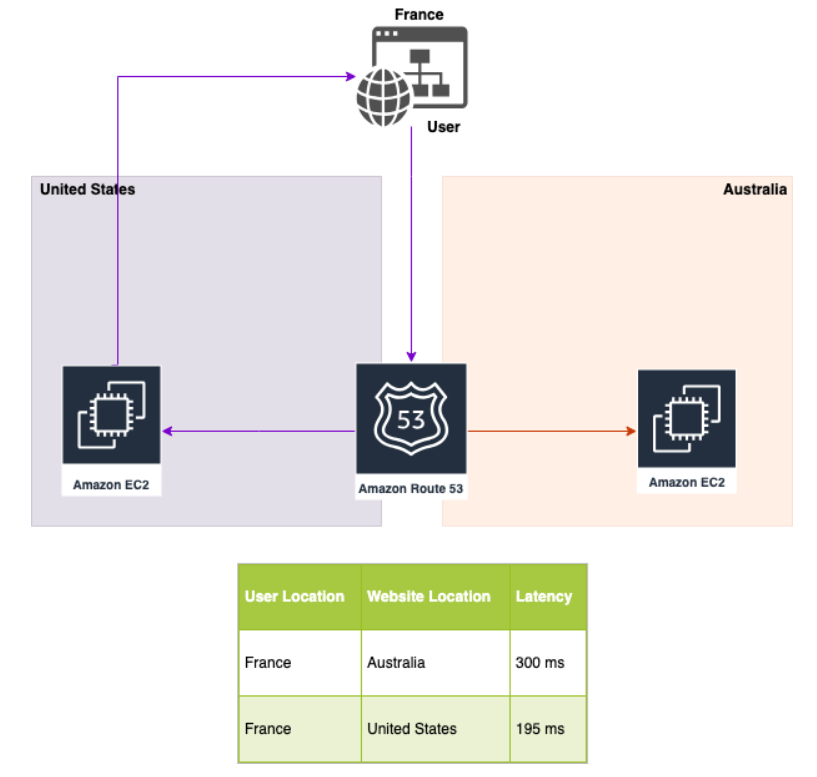 France
User
United States
Australia
53
Amazon EC2
Amazon Route 53
Amazon EC2
User Location Website Location Latency
France Australia 300 ms
France United States 195 ms